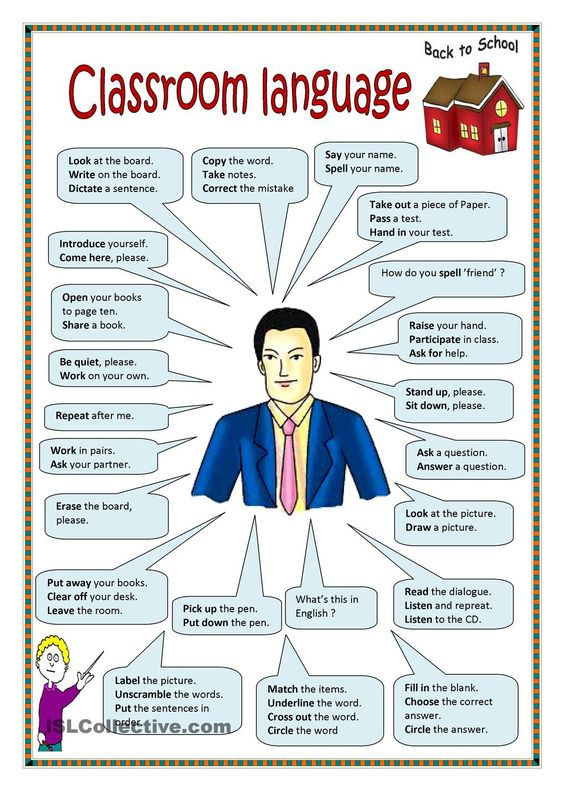 Back to School
Classroom language
Look at the board.
Write on the board.
Dictate a sentence.
Copy the word.
Take notes.
Correct the mistake
Say your name.
Spell your name.
Take out a piece of Paper.
Pass a test.
Hand in your test.
Introduce yourself.
Come here, please.
How do you spell ‘friend’ ?
Open your books
to page ten.
Share a book.
Raise your hand.
Participate in class.
Ask for help.
Be quiet, please.
Work on your own.
Stand up, please.
Sit down, please.
Repeat after me.
Work in pairs.
Ask your partner.
Ask a question.
Answer a question.
Erase the board,
please.
Look at the picture.
Draw a picture.
Put away your books.
Clear off your desk.
Leave the room.
Pick up the pen.
Put down the pen.
What’s this in
English ?
Read the dialogue.
Listen and repeat.
Listen to the CD.
Label the picture.
Unscramble the words.
Put the sentences in
order.
Match the items.
Underline the word.
Cross out the word.
Circle the word
Fill in the blank.
Choose the correct
answer.
Circle the answer.
iSLCollective.com